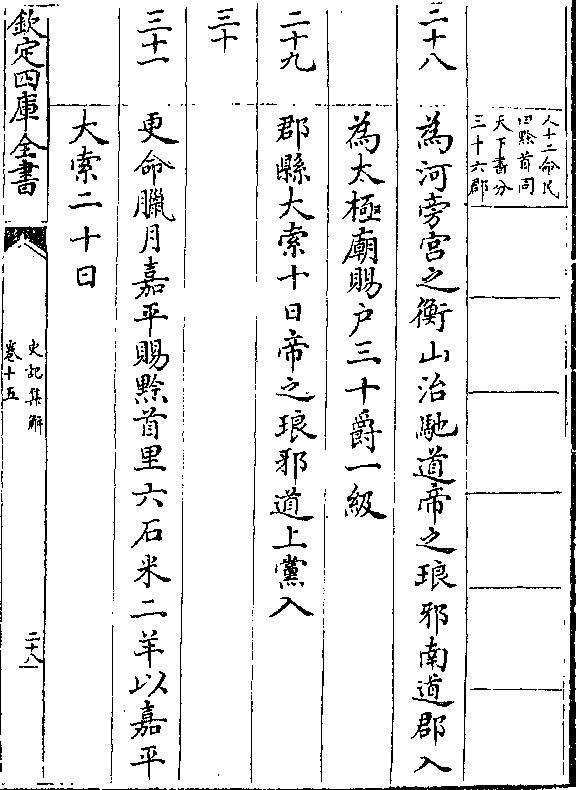 人十二命民
曰黔首同
天下書分
三十六郡
二十八
為河旁宮之衡山治馳道帝之琅邪南道郡入
為太極廟賜户三十爵一級
二十九
郡縣大索十日帝之琅邪道上黨入
三十
三十一
更命臘月嘉平賜黔首里六石米二羊以嘉平
大索二十日
欽定四庫全書
史記集解
卷十五
二十八